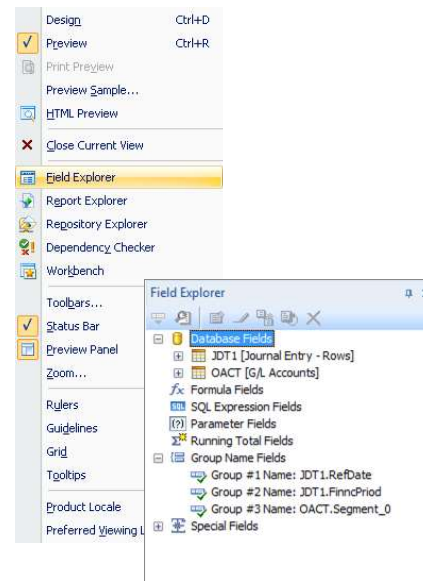 Design Ctrl+D
Preview Ctrl+R
Print Preview
Preview Sample...
HTML Preview
Close Current View
Field Explorer
Report Explorer
Repository Explorer
Dependency Checker
Workbench
Toolbars...
Status Bar
Preview Panel
Zoom...
Rulers
Guidelines
Grid
Tooltips
Product Locale
Preferred Viewing L
Field Explorer
Database Fields
JDT1 [Journal Entry - Rows]
OACT [G/L Accounts]
fx Formula Fields
SQL SQL Expression Fields
(?) Parameter Fields
Σ Running Total Fields
Group Name Fields
Group #1 Name: JDT1.RefDate
Group #2 Name: JDT1.FinncPriod
Group #3 Name: OACT.Segment_0
Special Fields